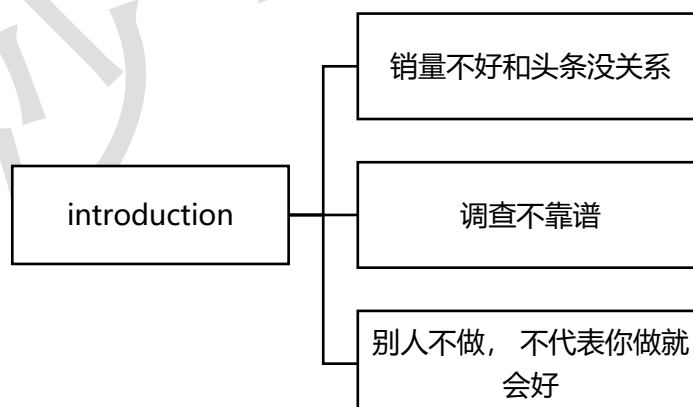 introduction
销量不好和头条没关系
调查不靠谱
别人不做， 不代表你做就
会好